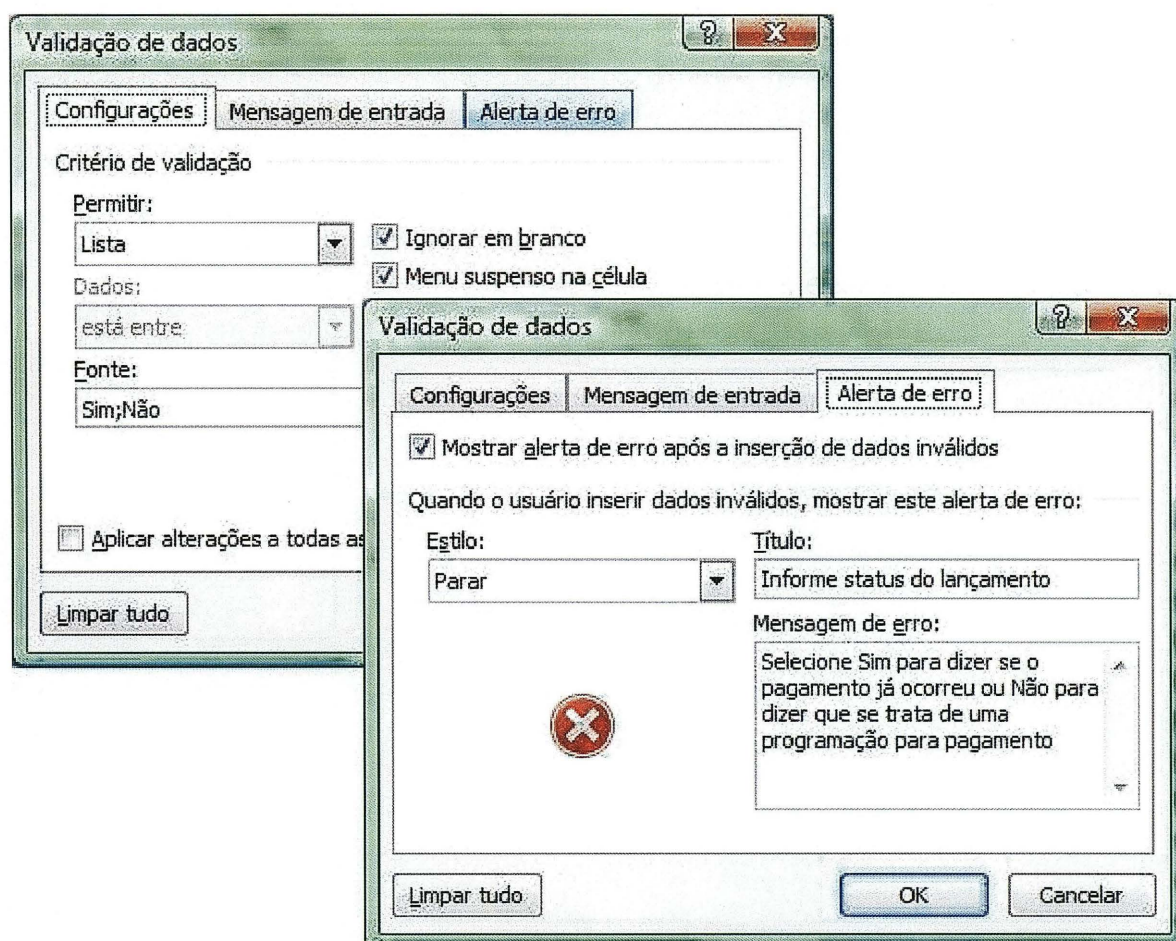 Validação de dados
Configurações Mensagem de entrada Alerta de erro
Critério de validação
Permitir:
Lista
Ignorar em branco
Dados:
Menu suspenso na célula
está entre
Fonte:
Sim;Não
Aplicar alterações a todas as
Limpar tudo
Validação de dados
Configurações Mensagem de entrada Alerta de erro
Mostrar alerta de erro após a inserção de dados inválidos
Quando o usuário inserir dados inválidos, mostrar este alerta de erro:
Estilo:
Parar
Título:
Informe status do lançamento
Mensagem de erro:
Selecione Sim para dizer se o
pagamento já ocorreu ou Não para
dizer que se trata de uma
programação para pagamento
Limpar tudo OK Cancelar